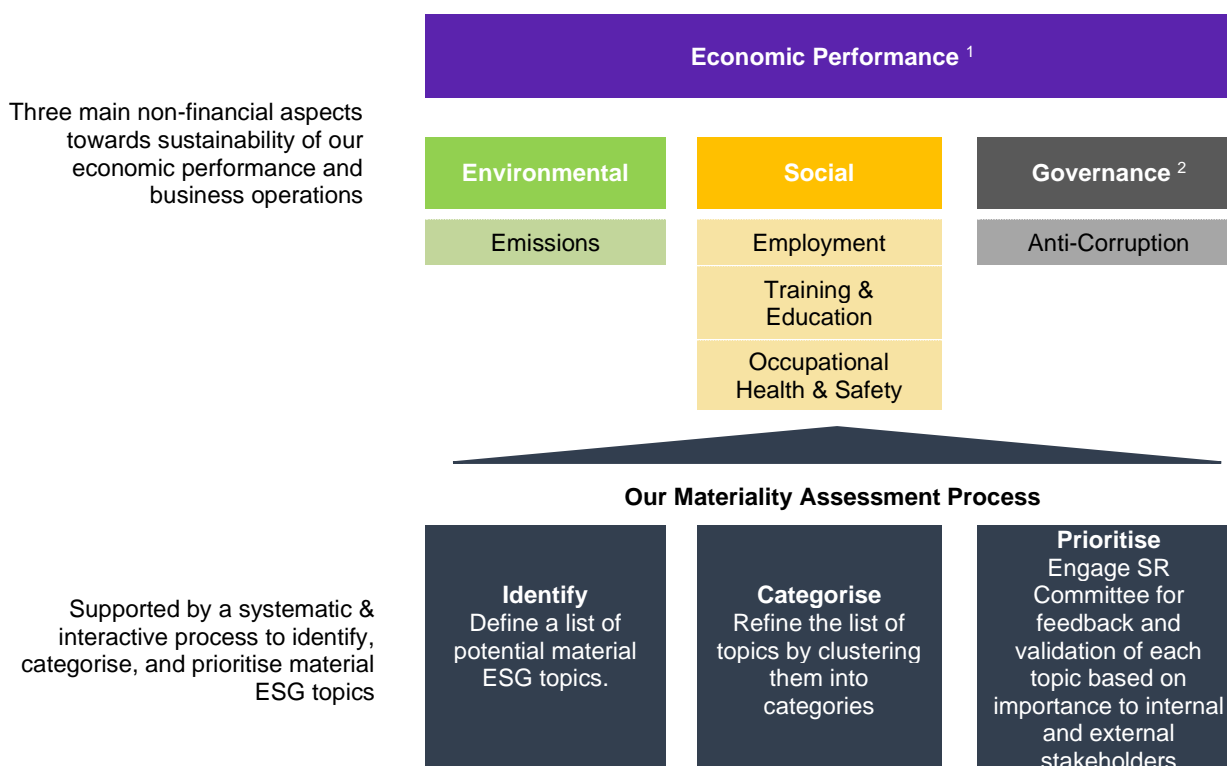 Economic Performance 1
Three main non-financial aspects
towards sustainability of our
economic performance and
business operations
Environmental
Social
Governance 2
Emissions
Employment
Anti-Corruption
Training &
Education
Occupational
Health & Safety
Our Materiality Assessment Process
Supported by a systematic &
interactive process to identify,
categorise, and prioritise material
ESG topics
Identify
Define a list of
potential material
ESG topics.
Categorise
Refine the list of
topics by clustering
them into
categories
Prioritise
Engage SR
Committee for
feedback and
validation of each
topic based on
importance to internal
and external
stakeholders